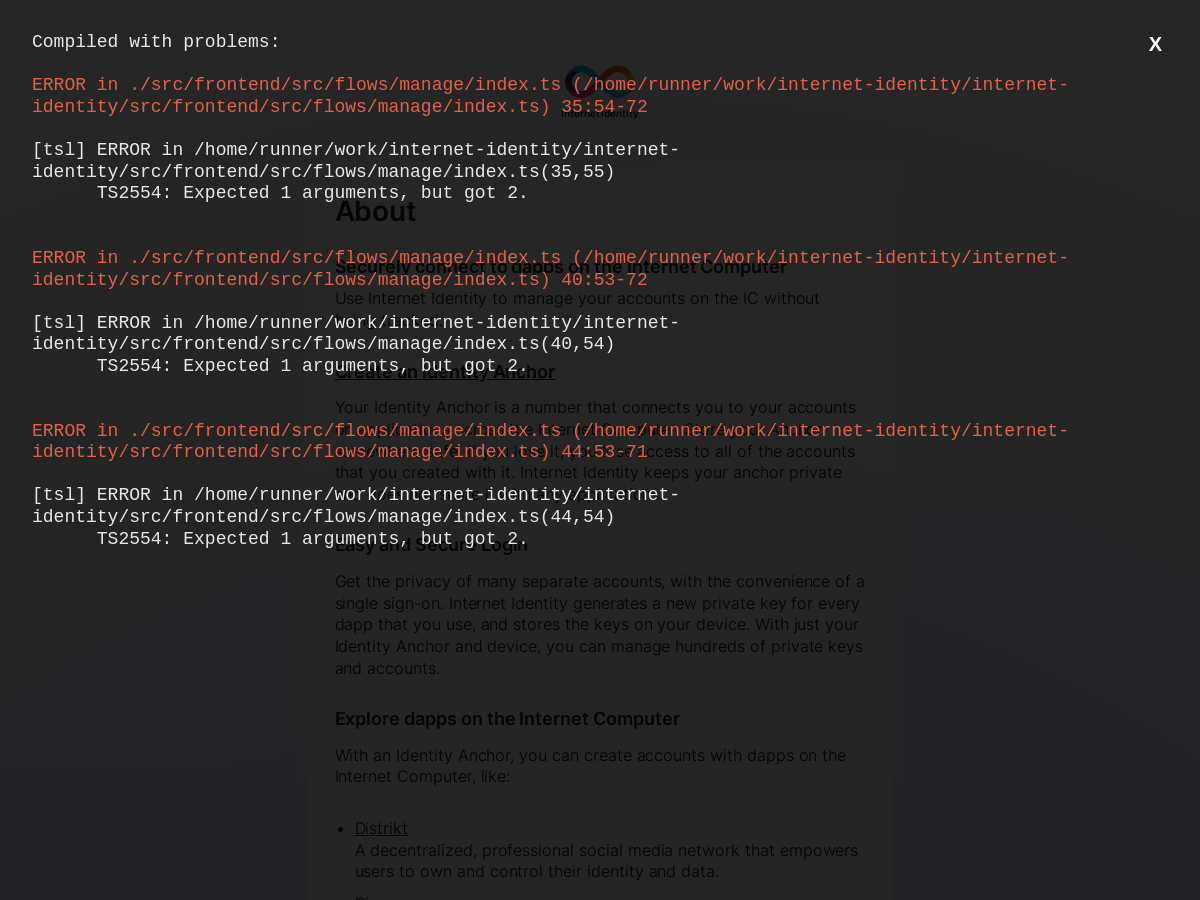 Compiled with problems:
X
ERROR in ./src/frontend/src/flows/manage/index.ts (/home/runner/work/internet-identity/internet-
identity/src/frontend/src/flows/manage/index.ts) 35:54-72
[tsl] ERROR in /home/runner/work/internet-identity/internet-
identity/src/frontend/src/flows/manage/index.ts(35,55)
TS2554: Expected 1 arguments, but got 2.
ERROR in ./src/frontend/src/flows/manage/index.ts (/home/runner/work/internet-identity/internet-
identity/src/frontend/src/flows/manage/index.ts) 40:53-72
[tsl] ERROR in /home/runner/work/internet-identity/internet-
identity/src/frontend/src/flows/manage/index.ts(40,54)
TS2554: Expected 1 arguments, but got 2.
ERROR in ./src/frontend/src/flows/manage/index.ts (/home/runner/work/internet-identity/internet-
identity/src/frontend/src/flows/manage/index.ts) 44:53-71
[tsl] ERROR in /home/runner/work/internet-identity/internet-
identity/src/frontend/src/flows/manage/index.ts(44,54)
TS2554: Expected 1 arguments, but got 2.
Internet Identity
About
Securely connect to dapps on the Internet Computer
Use Internet Identity to manage your accounts on the IC without
Create an Identity Anchor
Your Identity Anchor is a number that connects you to your accounts
access to all of the accounts
that you created with it. Internet Identity keeps your anchor private
Easy and Secure Login
Get the privacy of many separate accounts, with the convenience of a
single sign-on. Internet Identity generates a new private key for every
dapp that you use, and stores the keys on your device. With just your
Identity Anchor and device, you can manage hundreds of private keys
and accounts.
Explore dapps on the Internet Computer
With an Identity Anchor, you can create accounts with dapps on the
Internet Computer, like:
• Distrikt
A decentralized, professional social media network that empowers
users to own and control their identity and data.